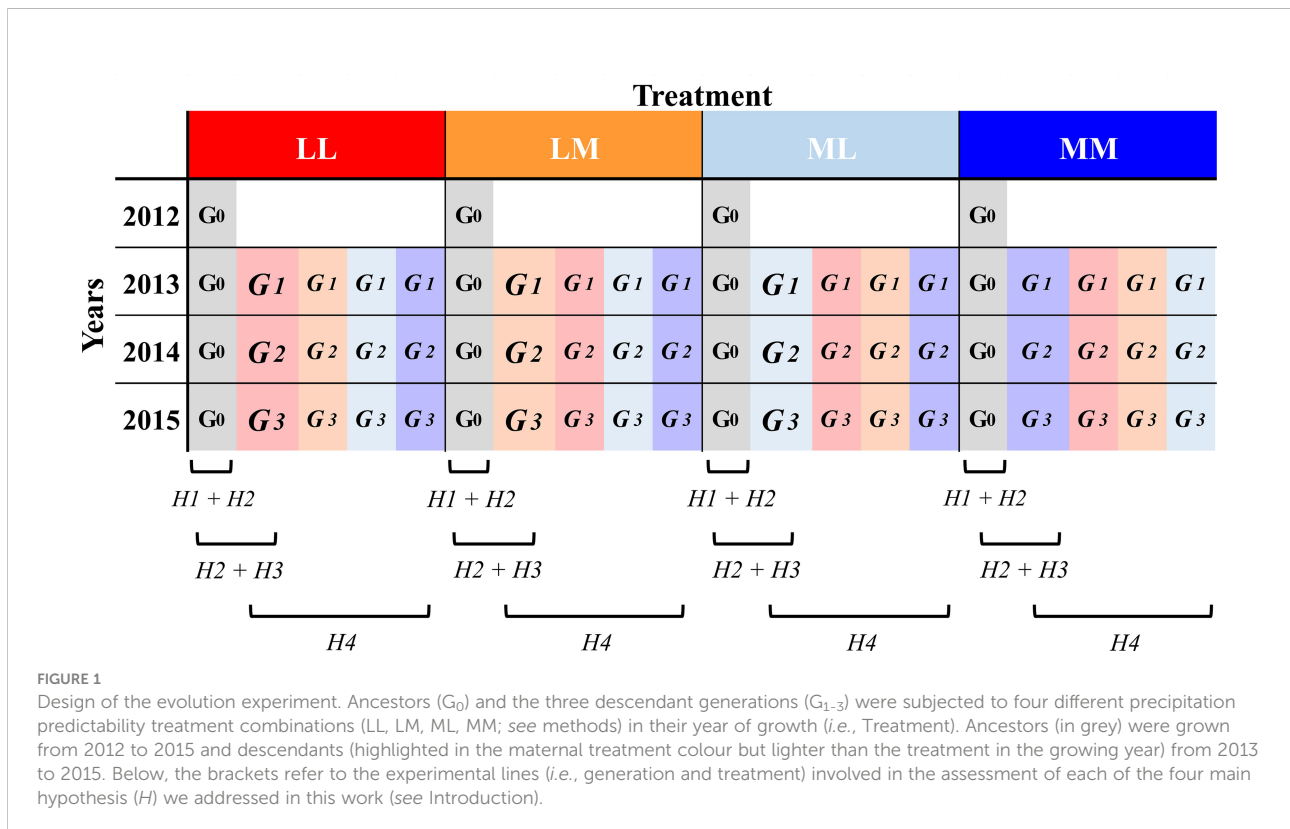 Treatment
LL LM ML MM
Years
2012 G0 G0 G0 G0
2013 G0 G1 G1 G1 G1 G0 G1 G1 G1 G1 G0 G1 G1 G1 G1 G0 G1 G1 G1 G1
2014 G0 G2 G2 G2 G2 G0 G2 G2 G2 G2 G0 G2 G2 G2 G2 G0 G2 G2 G2 G2
2015 G0 G3 G3 G3 G3 G0 G3 G3 G3 G3 G0 G3 G3 G3 G3 G0 G3 G3 G3 G3
H1 + H2 H1 + H2 H1 + H2 H1 + H2
H2 + H3 H2 + H3 H2 + H3 H2 + H3
H4 H4 H4 H4
FIGURE 1
Design of the evolution experiment. Ancestors (G0) and the three descendant generations (G1-3) were subjected to four different precipitation
predictability treatment combinations (LL, LM, ML, MM; see methods) in their year of growth (i.e., Treatment). Ancestors (in grey) were grown
from 2012 to 2015 and descendants (highlighted in the maternal treatment colour but lighter than the treatment in the growing year) from 2013
to 2015. Below, the brackets refer to the experimental lines (i.e., generation and treatment) involved in the assessment of each of the four main
hypothesis (H) we addressed in this work (see Introduction).